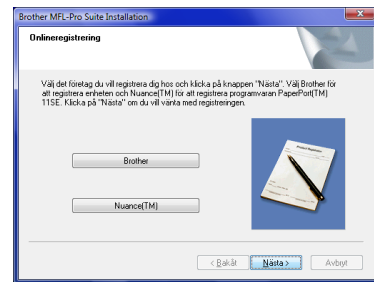 Brother MFL-Pro Suite Installation
Onlineregistrering
Välj det företag du vill registrera dig hos och klicka på knappen "Nästa". Välj Brother för
att registrera enheten och Nuance(TM) för att registrera programvaran PaperPort(TM)
11SE. Klicka på "Nästa" om du vill vänta med registreringen.
Brother
Product Registration
Nuance(TM)
< Bakåt
Nästa >
Avbryt